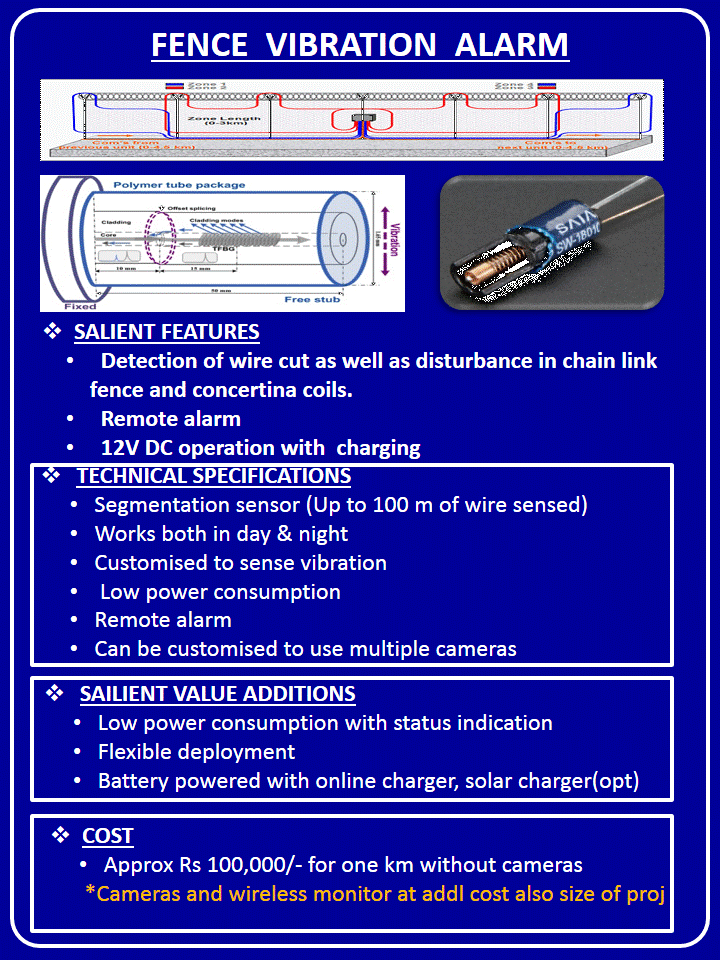 FENCE VIBRATION ALARM
Zone 1
Zone 2
Zone 4
Zone 3
Zone Length
(0-3km)
Com's from
previous unit (0-4.5 km)
Com's to
next unit (0-4.5 km)
Polymer tube package
Offset splicing
Cladding
Cladding modes
Core
TFBG
10 mm
15 mm
50 mm
Vibration
Fixed
Free stub
SW-18010
❖ SALIENT FEATURES
• Detection of wire cut as well as disturbance in chain link
fence and concertina coils.
• Remote alarm
• 12V DC operation with charging
❖ TECHNICAL SPECIFICATIONS
• Segmentation sensor (Up to 100 m of wire sensed)
• Works both in day & night
• Customised to sense vibration
• Low power consumption
• Remote alarm
• Can be customised to use multiple cameras
❖ SAILIENT VALUE ADDITIONS
• Low power consumption with status indication
• Flexible deployment
• Battery powered with online charger, solar charger(opt)
❖ COST
• Approx Rs 100,000/- for one km without cameras
*Cameras and wireless monitor at addl cost also size of proj